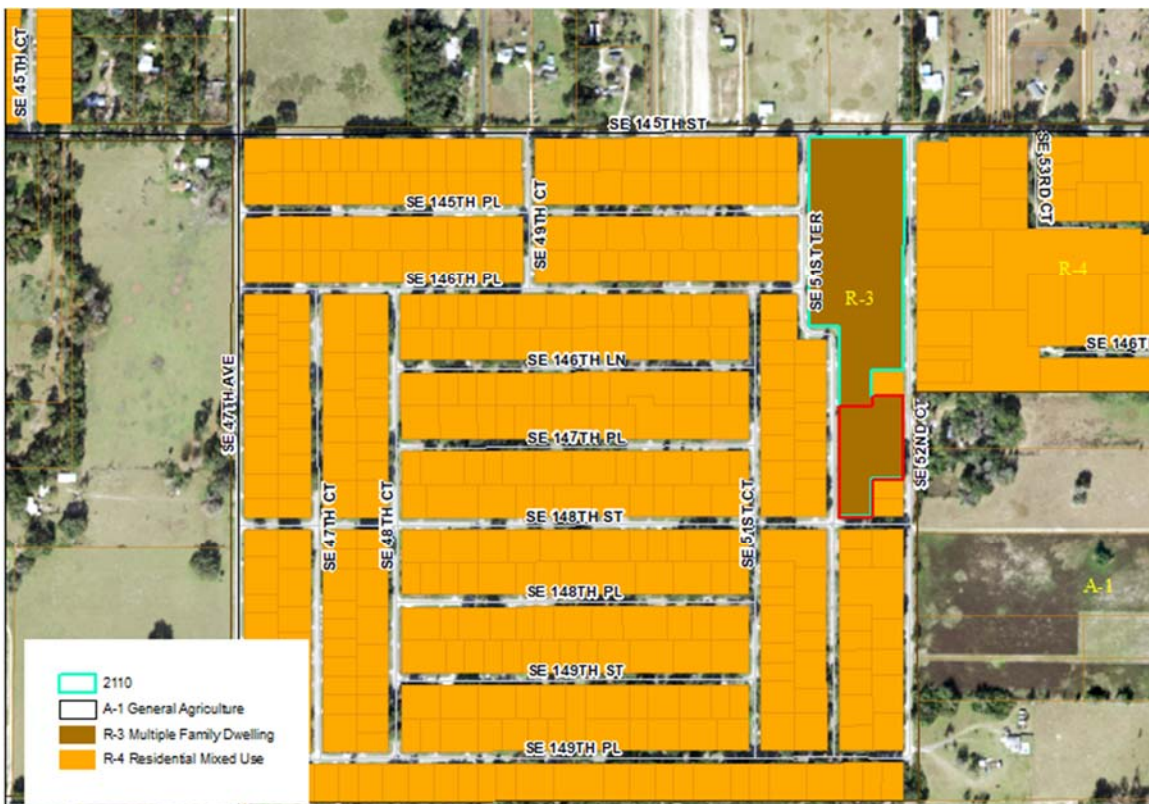 SE 45TH CT
SE 145TH ST
SE 53RD CT
SE 145TH PL
SE 49TH CT
SE 51ST TER
R-4
SE 146TH PL
R-3
SE 47TH AVE
SE 146TH LN
SE 146T
SE 147TH PL
SE 52ND CT
SE 47TH CT
SE 48TH CT
SE 148TH ST
SE 51ST CT
SE 148TH PL
A-1
SE 149TH ST
SE 149TH PL
2110
A-1 General Agriculture
R-3 Multiple Family Dwelling
R-4 Residential Mixed Use